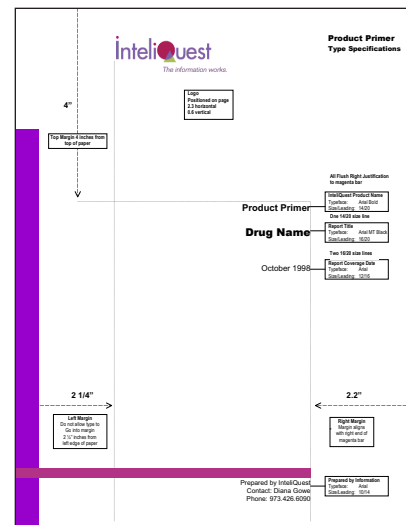 InteliQuest
The information works.
Product Primer
Type Specifications
Logo
Positioned on page
2.3 horizontal
0.6 vertical
4”
Top Margin 4 inches from
top of paper
All Flush Right Justification
to magenta bar
InteliQuest Product Name
Typeface: Arial Bold
Size/Leading: 14/20
Product Primer
One 14/20 size line
Report Title
Typeface: Arial MT Black
Size/Leading: 16/20
Drug Name
Two 16/20 size lines
Report Coverage Date
Typeface: Arial
Size/Leading: 12/16
October 1998
2 1/4”
2.2”
Left Margin
Do not allow type to
Go into margin
2 ¼” inches from
left edge of paper
Right Margin
Margin aligns
with right end of
magenta bar
Prepared by InteliQuest
Contact: Diana Gowe
Phone: 973.426.6090
Prepared by Information
Typeface: Arial
Size/Leading: 10/14